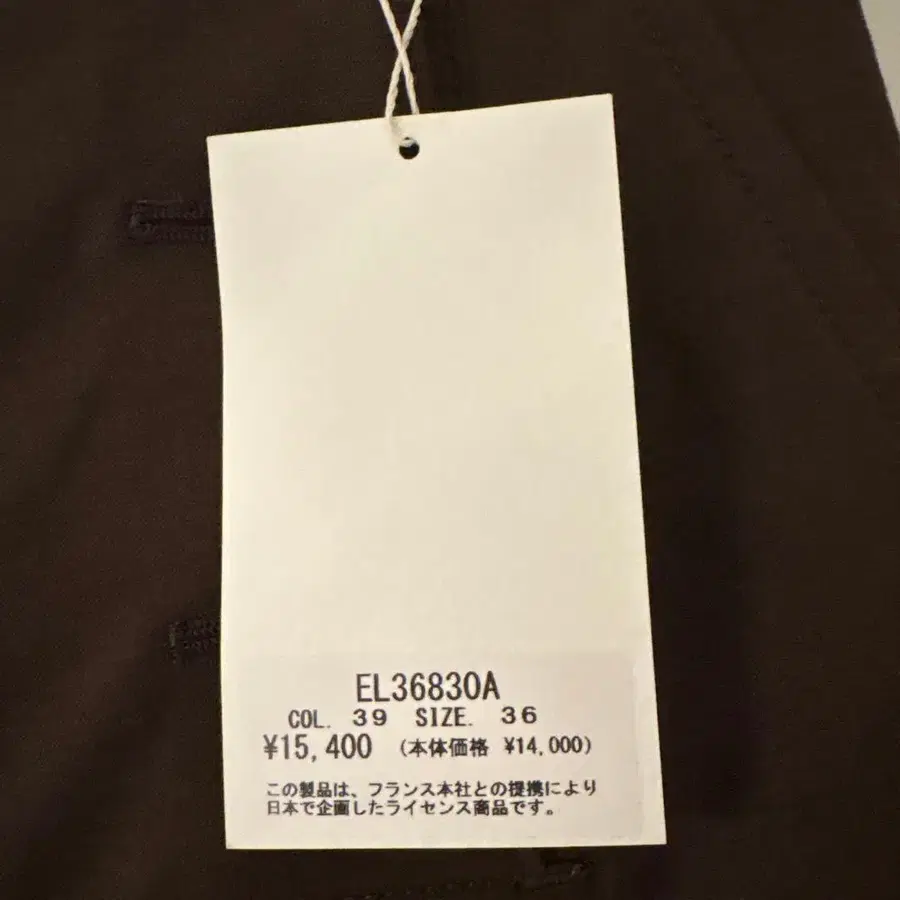 EL36830A
COL. 39 SIZE. 36
¥15,400 (本体価格 ¥14,000)
この製品は、フランス本社との提携により
日本で企画したライセンス商品です。